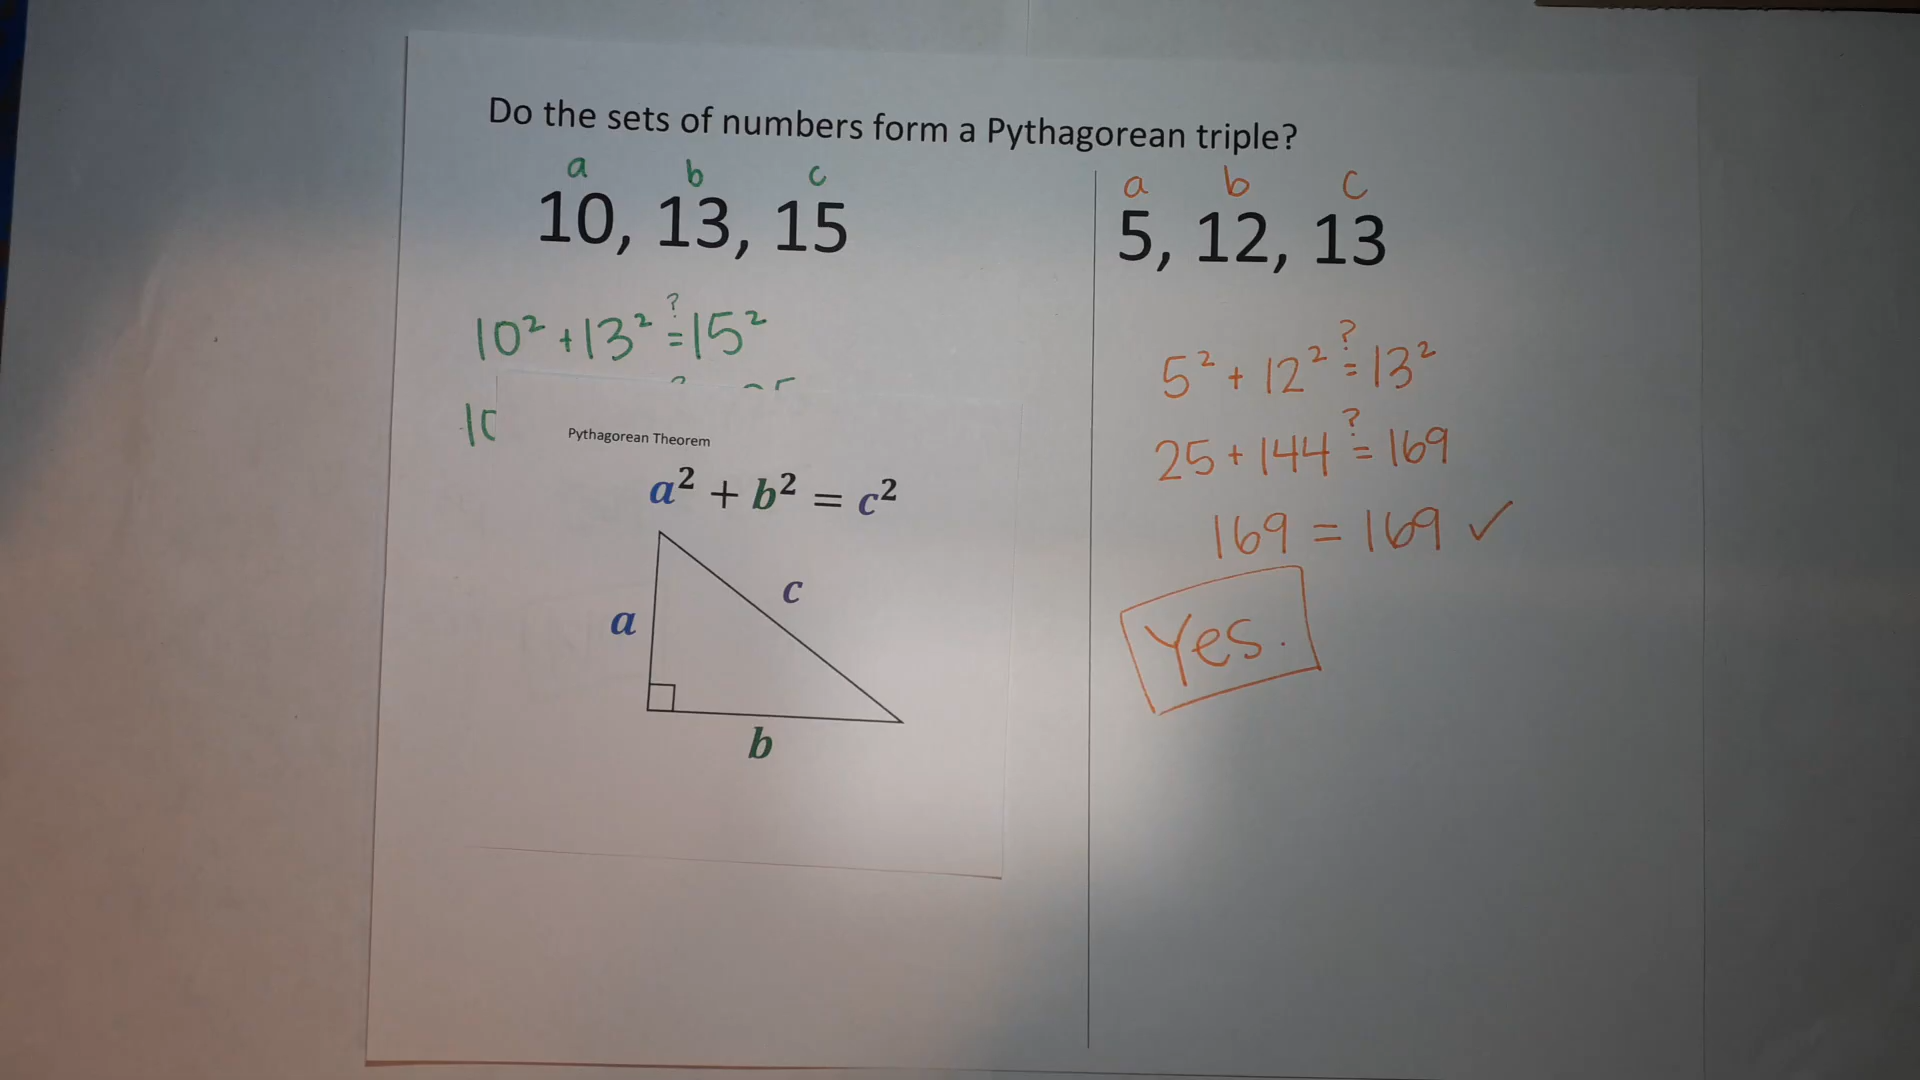 Do the sets of numbers form a Pythagorean triple?
a b c
10, 13, 15
10² + 13² ≟ 15²
Pythagorean Theorem
a² + b² = c²
a
c
b
a b c
5, 12, 13
5² + 12² ≟ 13²
25 + 144 ≟ 169
169 = 169 ✓
Yes.